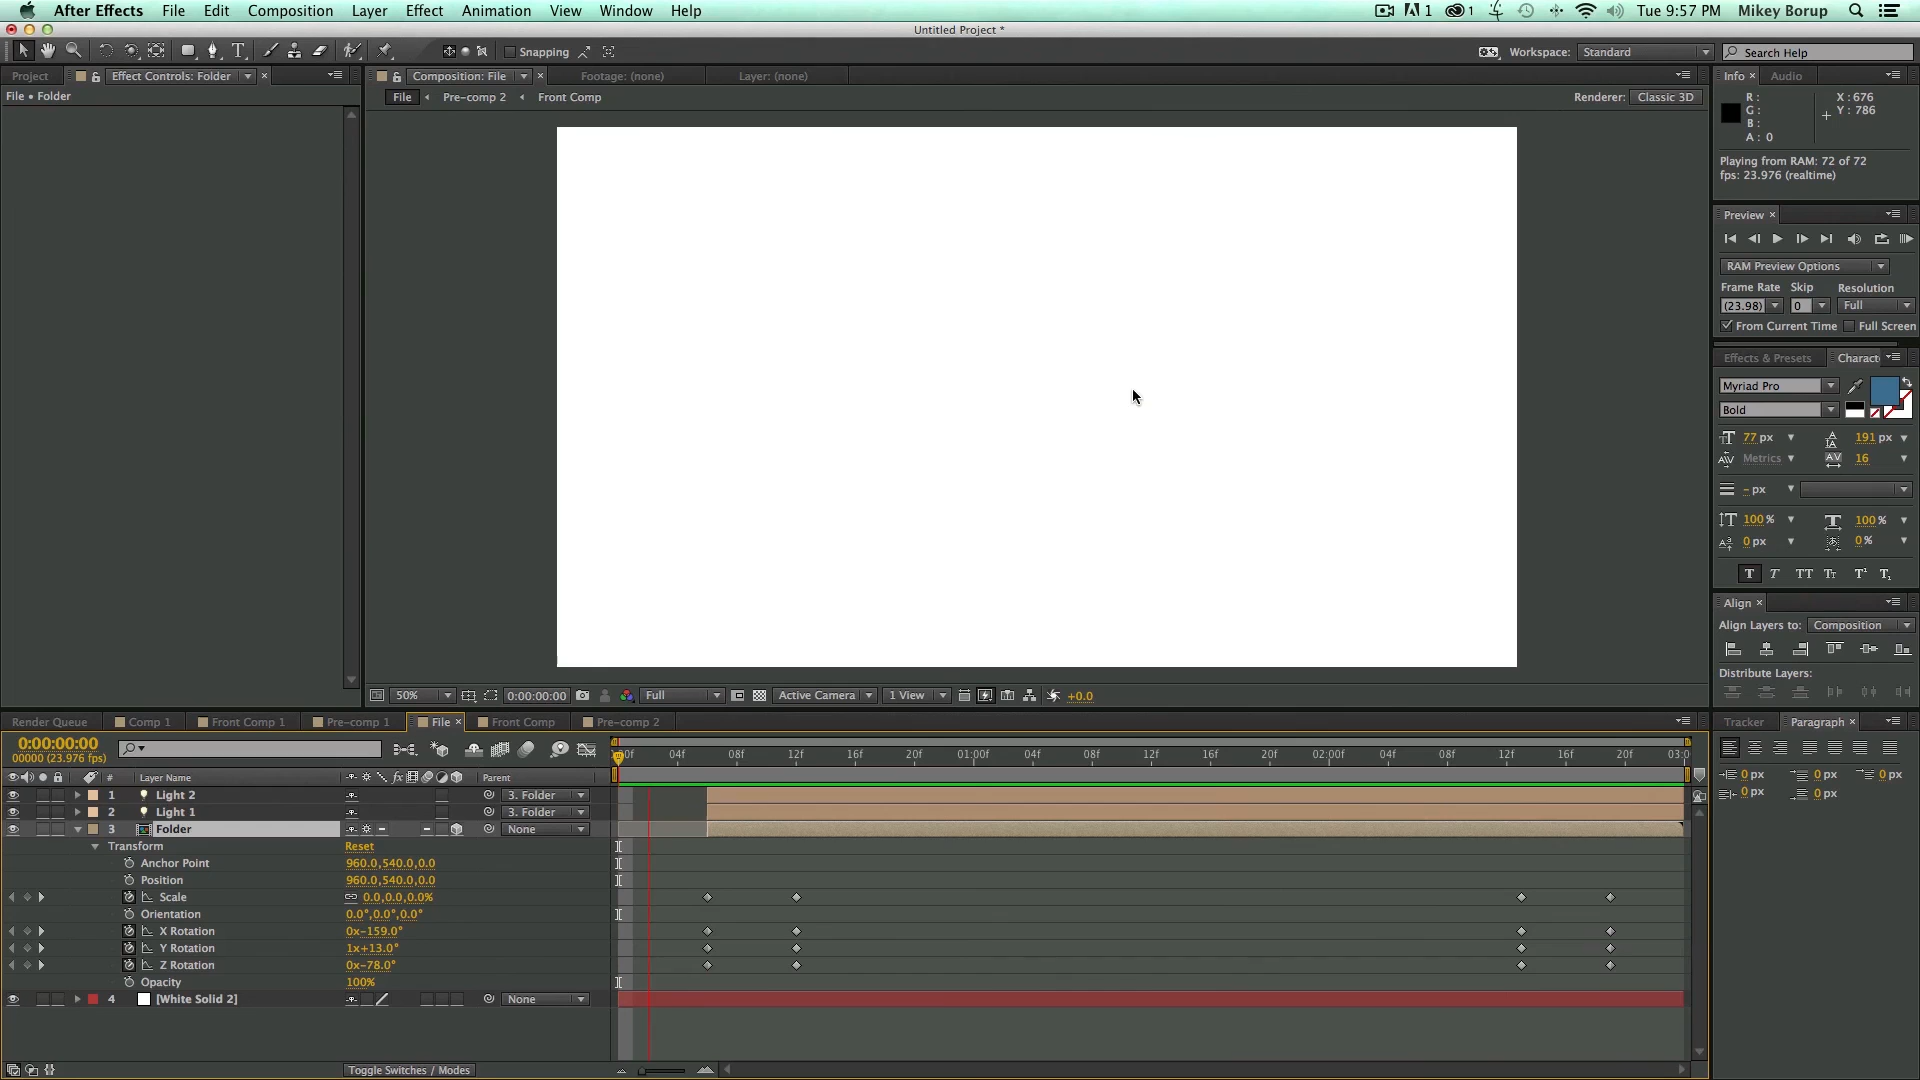 After Effects File Edit Composition Layer Effect Animation View Window Help
1 1 Tue 9:57 PM Mikey Borup
Untitled Project *
Snapping
Workspace: Standard
Search Help
Project Effect Controls: Folder ×
Composition: File × Footage: (none) Layer: (none)
Info × Audio
File • Folder
File Pre-comp 2 Front Comp
Renderer: Classic 3D
R:
G:
B:
A: 0
X: 676
Y: 786
Playing from RAM: 72 of 72
fps: 23.976 (realtime)
Preview ×
RAM Preview Options
Frame Rate Skip Resolution
(23.98) 0 Full
From Current Time Full Screen
Effects & Presets Charact
Myriad Pro
Bold
77 px 191 px
Metrics 16
- px
100 % 100 %
0 px 0 %
T T TT Tt T¹ T₁
Align ×
Align Layers to: Composition
Distribute Layers:
50% 0:00:00:00 Full Active Camera 1 View +0.0
Render Queue Comp 1 Front Comp 1 Pre-comp 1 File × Front Comp Pre-comp 2
Tracker Paragraph ×
0:00:00:00
00000 (23.976 fps)
04f 08f 12f 16f 20f 01:00f 04f 08f 12f 16f 20f 02:00f 04f 08f 12f 16f 20f 03:0
# Layer Name fx Parent
1 Light 2 3. Folder
2 Light 1 3. Folder
3 Folder None
Transform Reset
Anchor Point 960.0,540.0,0.0
Position 960.0,540.0,0.0
Scale 0.0,0.0,0.0%
Orientation 0.0°,0.0°,0.0°
X Rotation 0x-159.0°
Y Rotation 1x+13.0°
Z Rotation 0x-78.0°
Opacity 100%
4 [White Solid 2] None
0 px 0 px 0 px
0 px 0 px
Toggle Switches / Modes